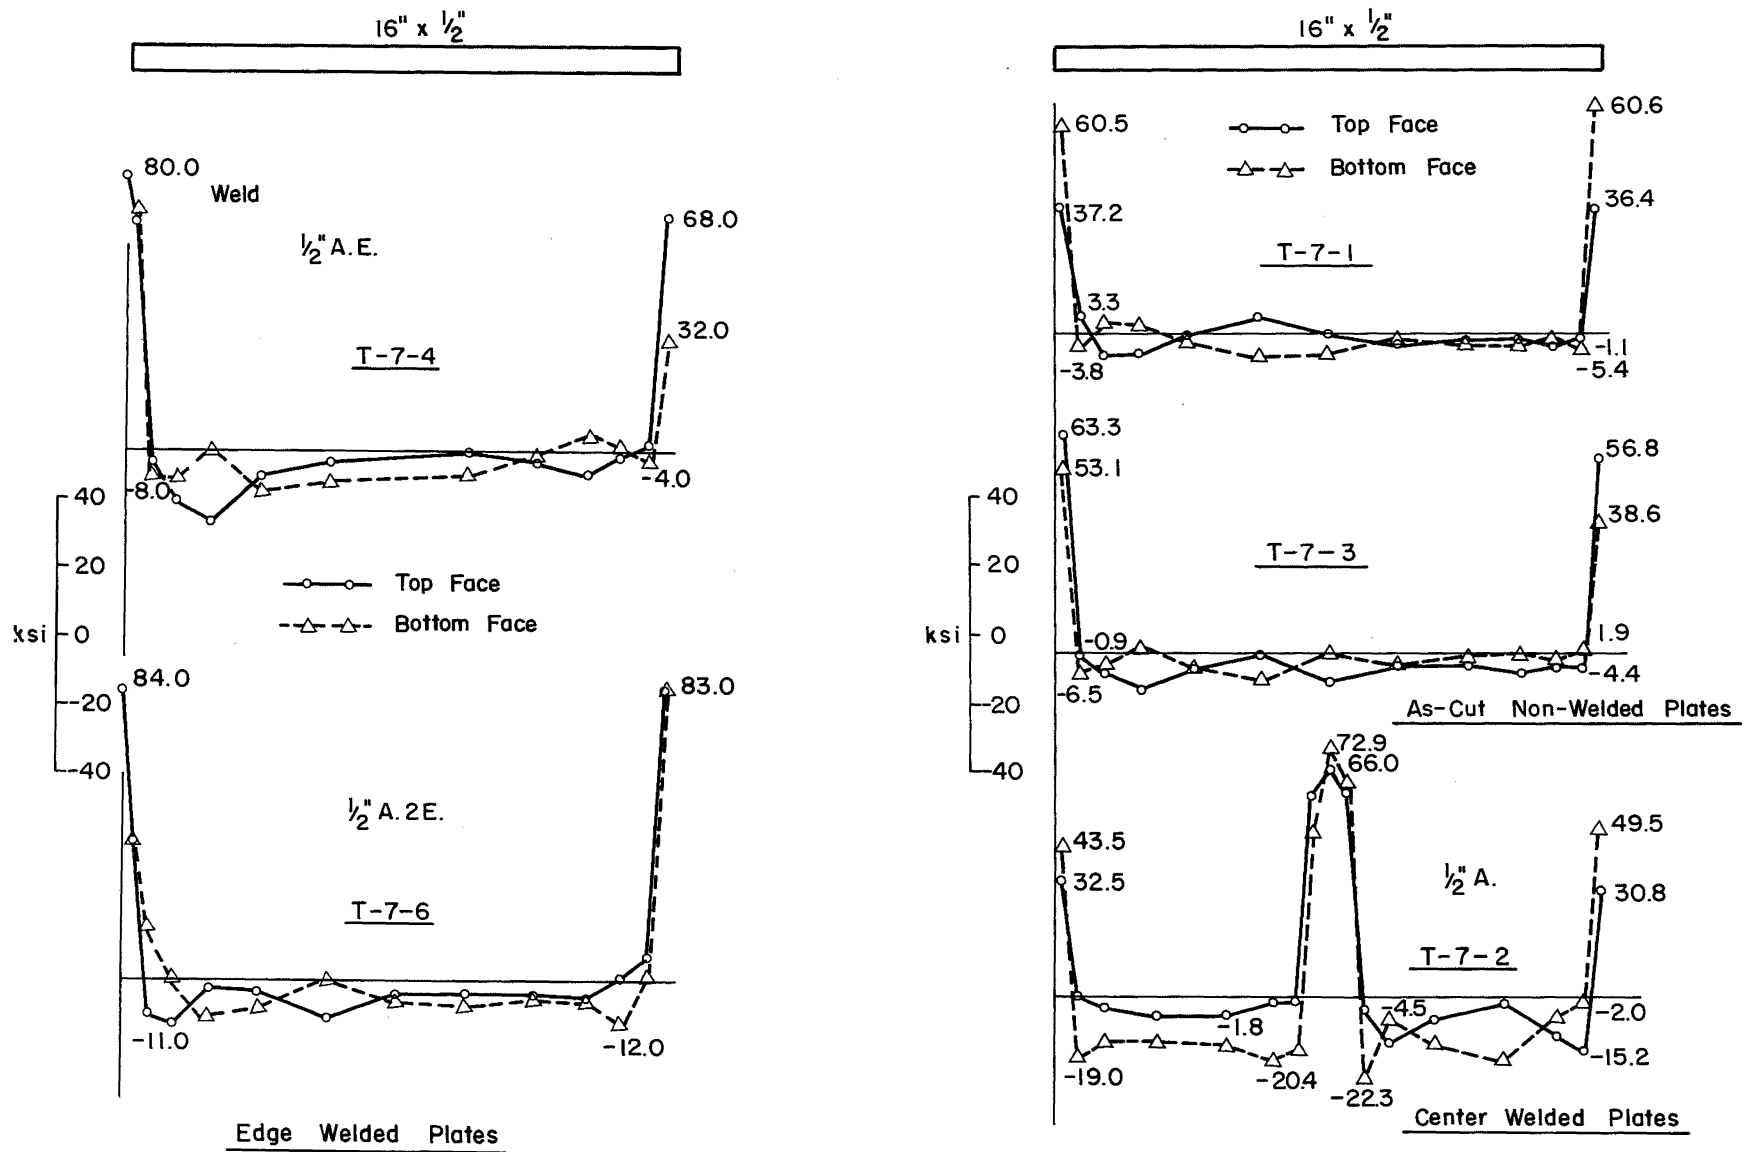 16" x 1/2"
80.0
Weld
1/2" A.E.
68.0
32.0
T-7-4
-8.0
-4.0
40
20
ksi
0
-20
-40
Top Face
Bottom Face
84.0
83.0
1/2" A. 2E.
T-7-6
-11.0
-12.0
Edge Welded Plates
16" x 1/2"
60.5
Top Face
60.6
Bottom Face
37.2
36.4
T-7-1
3.3
-3.8
-1.1
-5.4
63.3
53.1
56.8
38.6
40
20
ksi
0
-20
-40
T-7-3
-0.9
1.9
-6.5
-4.4
As-Cut Non-Welded Plates
72.9
66.0
43.5
49.5
32.5
1/2" A.
30.8
T-7-2
-4.5
-1.8
-2.0
-19.0
-20.4
-15.2
-22.3
Center Welded Plates